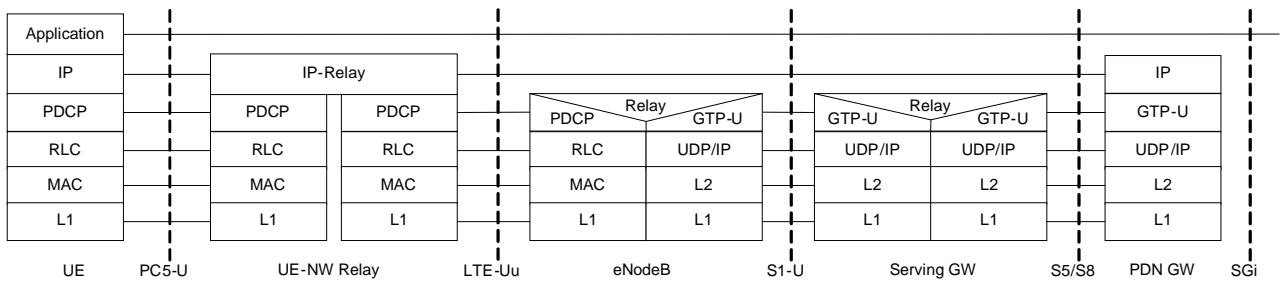 Application
IP IP-Relay IP
PDCP PDCP PDCP Relay Relay GTP-U
PDCP GTP-U GTP-U GTP-U
RLC RLC RLC RLC UDP/IP UDP/IP UDP/IP UDP/IP
MAC MAC MAC MAC L2 L2 L2 L2
L1 L1 L1 L1 L1 L1 L1 L1
UE PC5-U UE-NW Relay LTE-Uu eNodeB S1-U Serving GW S5/S8 PDN GW SGi